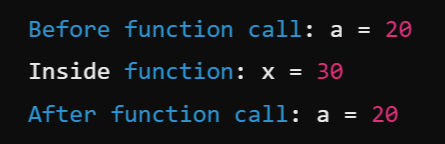 Before function call: a = 20
Inside function: x = 30
After function call: a = 20